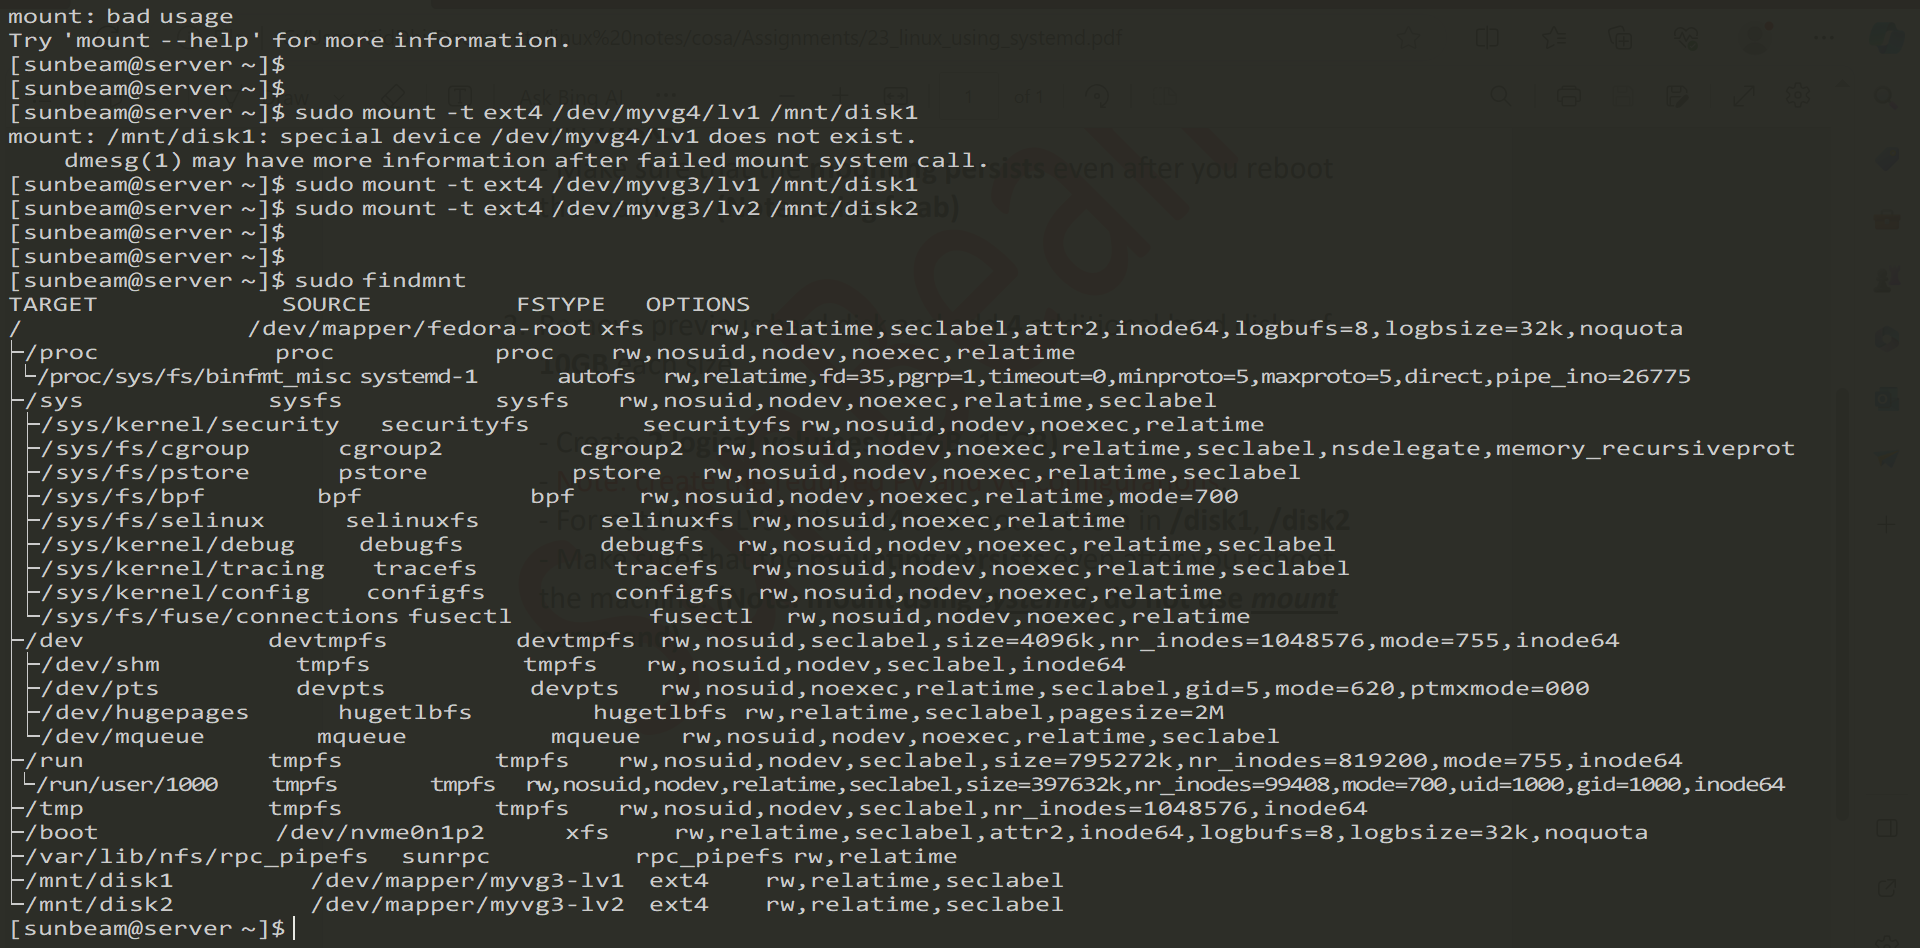 mount: bad usage
Try 'mount --help' for more information.
[sunbeam@server ~]$
[sunbeam@server ~]$
[sunbeam@server ~]$ sudo mount -t ext4 /dev/myvg4/lv1 /mnt/disk1
mount: /mnt/disk1: special device /dev/myvg4/lv1 does not exist.
dmesg(1) may have more information after failed mount system call.
[sunbeam@server ~]$ sudo mount -t ext4 /dev/myvg3/lv1 /mnt/disk1
[sunbeam@server ~]$ sudo mount -t ext4 /dev/myvg3/lv2 /mnt/disk2
[sunbeam@server ~]$
[sunbeam@server ~]$
[sunbeam@server ~]$ sudo findmnt
TARGET SOURCE FSTYPE OPTIONS
/ /dev/mapper/fedora-root xfs rw,relatime,seclabel,attr2,inode64,logbufs=8,logbsize=32k,noquota
├─/proc proc proc rw,nosuid,nodev,noexec,relatime
│ └─/proc/sys/fs/binfmt_misc systemd-1 autofs rw,relatime,fd=35,pgrp=1,timeout=0,minproto=5,maxproto=5,direct,pipe_ino=26775
├─/sys sysfs sysfs rw,nosuid,nodev,noexec,relatime,seclabel
│ ├─/sys/kernel/security securityfs securityfs rw,nosuid,nodev,noexec,relatime
│ ├─/sys/fs/cgroup cgroup2 cgroup2 rw,nosuid,nodev,noexec,relatime,seclabel,nsdelegate,memory_recursiveprot
│ ├─/sys/fs/pstore pstore pstore rw,nosuid,nodev,noexec,relatime,seclabel
│ ├─/sys/fs/bpf bpf bpf rw,nosuid,nodev,noexec,relatime,mode=700
│ ├─/sys/fs/selinux selinuxfs selinuxfs rw,nosuid,noexec,relatime
│ ├─/sys/kernel/debug debugfs debugfs rw,nosuid,nodev,noexec,relatime,seclabel
│ ├─/sys/kernel/tracing tracefs tracefs rw,nosuid,nodev,noexec,relatime,seclabel
│ ├─/sys/kernel/config configfs configfs rw,nosuid,nodev,noexec,relatime
│ └─/sys/fs/fuse/connections fusectl fusectl rw,nosuid,nodev,noexec,relatime
├─/dev devtmpfs devtmpfs rw,nosuid,seclabel,size=4096k,nr_inodes=1048576,mode=755,inode64
│ ├─/dev/shm tmpfs tmpfs rw,nosuid,nodev,seclabel,inode64
│ ├─/dev/pts devpts devpts rw,nosuid,noexec,relatime,seclabel,gid=5,mode=620,ptmxmode=000
│ ├─/dev/hugepages hugetlbfs hugetlbfs rw,relatime,seclabel,pagesize=2M
│ └─/dev/mqueue mqueue mqueue rw,nosuid,nodev,noexec,relatime,seclabel
├─/run tmpfs tmpfs rw,nosuid,nodev,seclabel,size=795272k,nr_inodes=819200,mode=755,inode64
│ └─/run/user/1000 tmpfs tmpfs rw,nosuid,nodev,relatime,seclabel,size=397632k,nr_inodes=99408,mode=700,uid=1000,gid=1000,inode64
├─/tmp tmpfs tmpfs rw,nosuid,nodev,seclabel,nr_inodes=1048576,inode64
├─/boot /dev/nvme0n1p2 xfs rw,relatime,seclabel,attr2,inode64,logbufs=8,logbsize=32k,noquota
├─/var/lib/nfs/rpc_pipefs sunrpc rpc_pipefs rw,relatime
├─/mnt/disk1 /dev/mapper/myvg3-lv1 ext4 rw,relatime,seclabel
└─/mnt/disk2 /dev/mapper/myvg3-lv2 ext4 rw,relatime,seclabel
[sunbeam@server ~]$